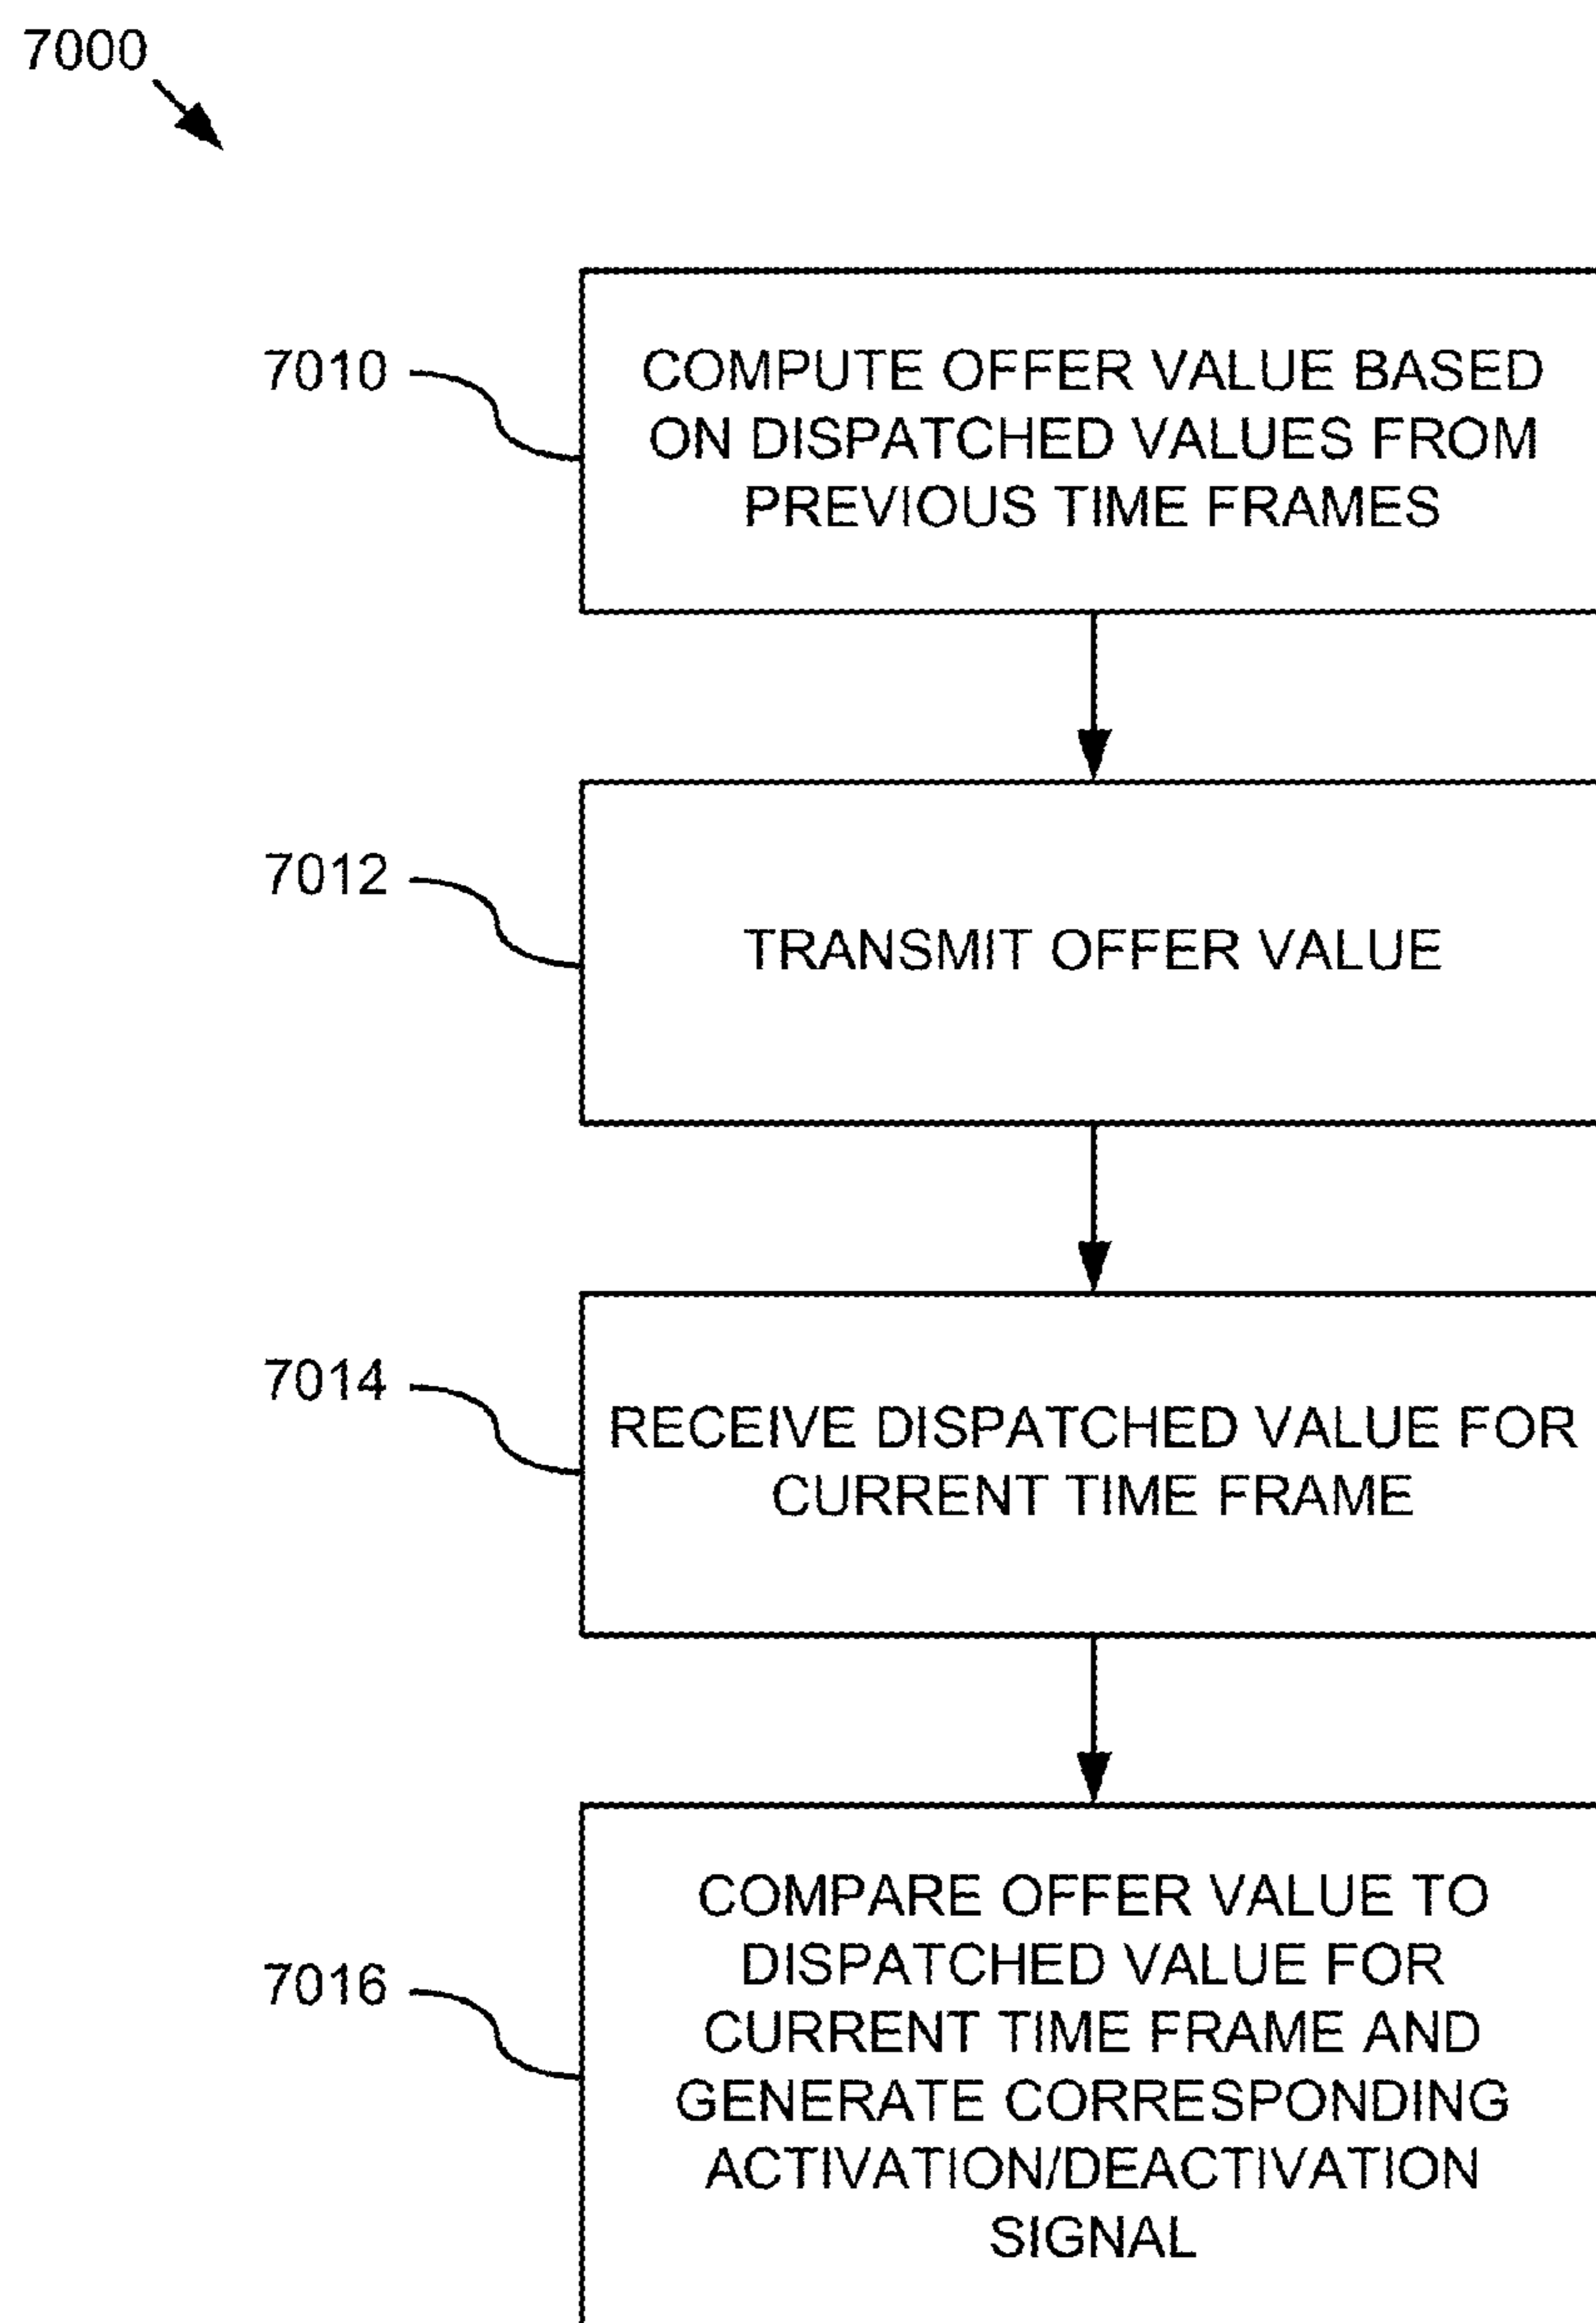 7000
7010
COMPUTE OFFER VALUE BASED
ON DISPATCHED VALUES FROM
PREVIOUS TIME FRAMES
7012
TRANSMIT OFFER VALUE
7014
RECEIVE DISPATCHED VALUE FOR
CURRENT TIME FRAME
7016
COMPARE OFFER VALUE TO
DISPATCHED VALUE FOR
CURRENT TIME FRAME AND
GENERATE CORRESPONDING
ACTIVATION/DEACTIVATION
SIGNAL